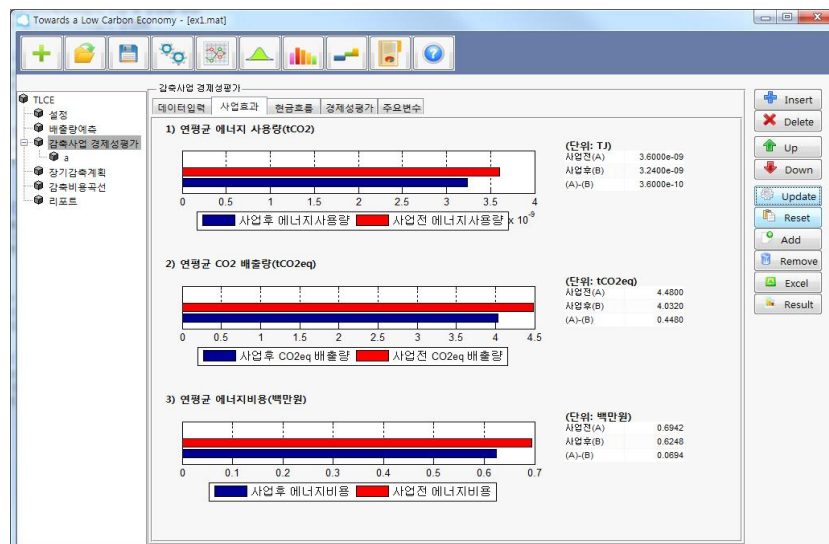 Towards a Low Carbon Economy - [ex1.mat]
TLCE
설정
배출량예측
감축사업 경제성평가
a
장기감축계획
감축비용곡선
리포트
감축사업 경제성평가
데이터입력 사업효과 현금흐름 경제성평가 주요변수
1) 연평균 에너지 사용량(tCO2)
0 0.5 1 1.5 2 2.5 3 3.5 4
x 10^-9
사업후 에너지사용량 사업전 에너지사용량
(단위: TJ)
사업전(A) 3.6000e-09
사업후(B) 3.2400e-09
(A)-(B) 3.6000e-10
2) 연평균 CO2 배출량(tCO2eq)
0 0.5 1 1.5 2 2.5 3 3.5 4 4.5
사업후 CO2eq 배출량 사업전 CO2eq 배출량
(단위: tCO2eq)
사업전(A) 4.4800
사업후(B) 4.0320
(A)-(B) 0.4480
3) 연평균 에너지비용(백만원)
0 0.1 0.2 0.3 0.4 0.5 0.6 0.7
사업후 에너지비용 사업전 에너지비용
(단위: 백만원)
사업전(A) 0.6942
사업후(B) 0.6248
(A)-(B) 0.0694
Insert
Delete
Up
Down
Update
Reset
Add
Remove
Excel
Result